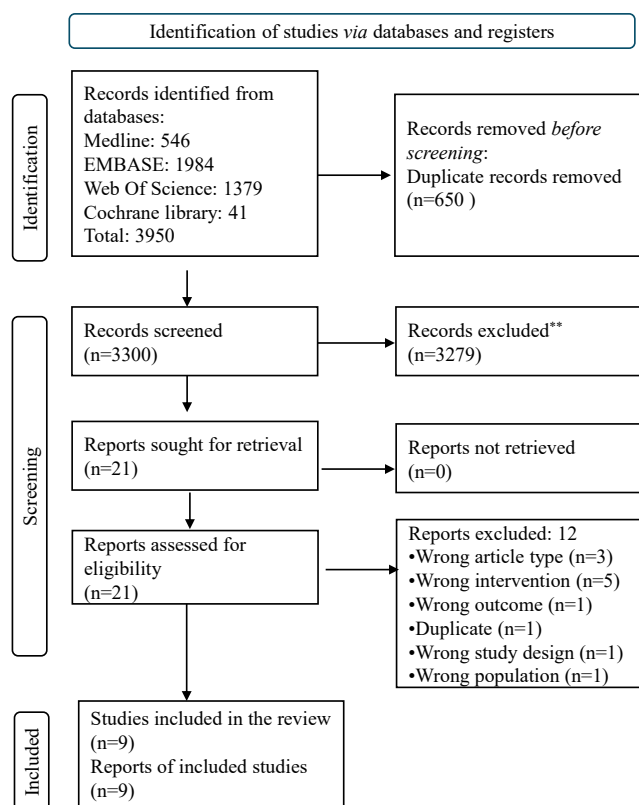 Identification of studies via databases and registers
Identification
Records identified from
databases:
Medline: 546
EMBASE: 1984
Web Of Science: 1379
Cochrane library: 41
Total: 3950
Records removed before
screening:
Duplicate records removed
(n=650 )
Screening
Records screened
(n=3300)
Records excluded**
(n=3279)
Reports sought for retrieval
(n=21)
Reports not retrieved
(n=0)
Reports assessed for
eligibility
(n=21)
Reports excluded: 12
•Wrong article type (n=3)
•Wrong intervention (n=5)
•Wrong outcome (n=1)
•Duplicate (n=1)
•Wrong study design (n=1)
•Wrong population (n=1)
Included
Studies included in the review
(n=9)
Reports of included studies
(n=9)